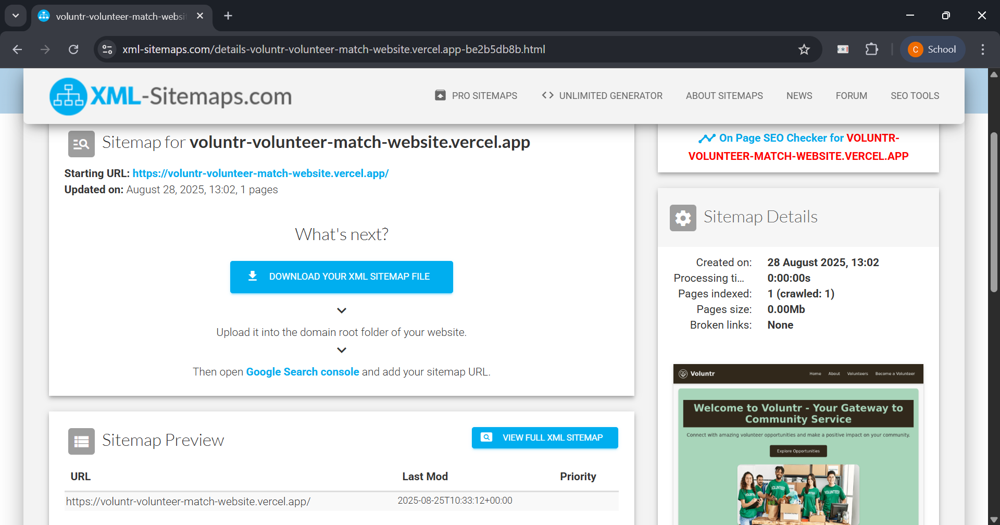 voluntr-volunteer-match-websi
xml-sitemaps.com/details-voluntr-volunteer-match-website.vercel.app-be2b5db8b.html
C School
XML-Sitemaps.com
PRO SITEMAPS
UNLIMITED GENERATOR
ABOUT SITEMAPS
NEWS
FORUM
SEO TOOLS
Sitemap for voluntr-volunteer-match-website.vercel.app
Starting URL: https://voluntr-volunteer-match-website.vercel.app/
Updated on: August 28, 2025, 13:02, 1 pages
What's next?
DOWNLOAD YOUR XML SITEMAP FILE
Upload it into the domain root folder of your website.
Then open Google Search console and add your sitemap URL.
Sitemap Preview
VIEW FULL XML SITEMAP
URL Last Mod Priority
https://voluntr-volunteer-match-website.vercel.app/ 2025-08-25T10:33:12+00:00
On Page SEO Checker for VOLUNTR-
VOLUNTEER-MATCH-WEBSITE.VERCEL.APP
Sitemap Details
Created on: 28 August 2025, 13:02
Processing ti... 0:00:00s
Pages indexed: 1 (crawled: 1)
Pages size: 0.00Mb
Broken links: None
Voluntr
Home About Volunteers Become a Volunteer
Welcome to Voluntr - Your Gateway to
Community Service
Connect with amazing volunteer opportunities and make a positive impact on your community.
Explore Opportunities
VOLUNTEER
VOLUNTEER